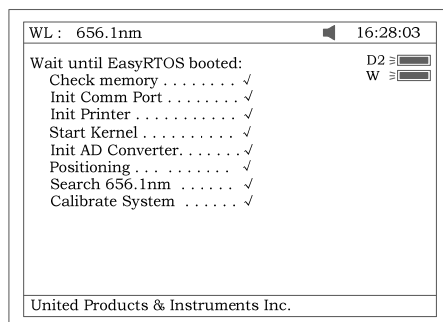 WL : 656.1nm 16:28:03
Wait until EasyRTOS booted: D2
Check memory . . . . . . . . √ W
Init Comm Port . . . . . . . . √
Init Printer . . . . . . . . . . . √
Start Kernel . . . . . . . . . . √
Init AD Converter. . . . . . . √
Positioning . . . . . . . . . . . √
Search 656.1nm . . . . . . √
Calibrate System . . . . . . √
United Products & Instruments Inc.